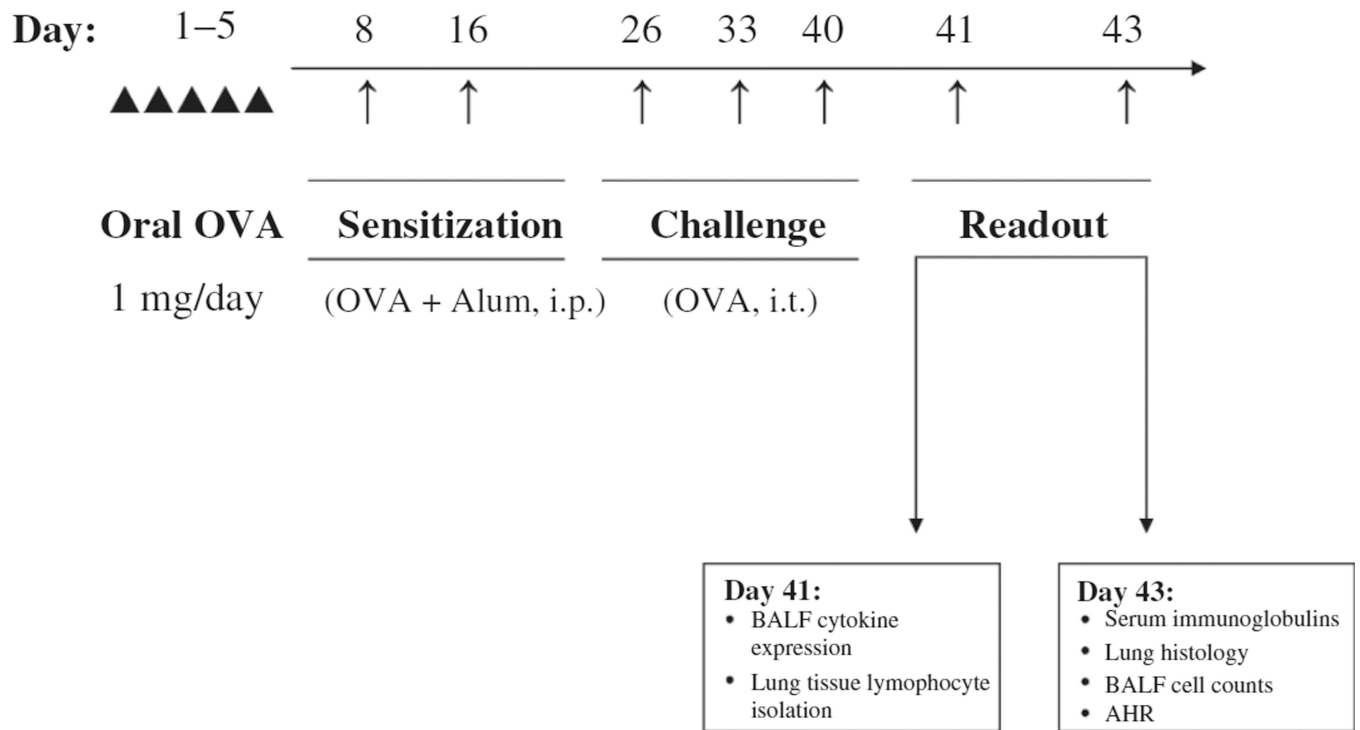 Day: 1–5 8 16 26 33 40 41 43
Oral OVA Sensitization Challenge Readout
1 mg/day (OVA + Alum, i.p.) (OVA, i.t.)
Day 41:
• BALF cytokine
expression
• Lung tissue lymophocyte
isolation
Day 43:
• Serum immunoglobulins
• Lung histology
• BALF cell counts
• AHR